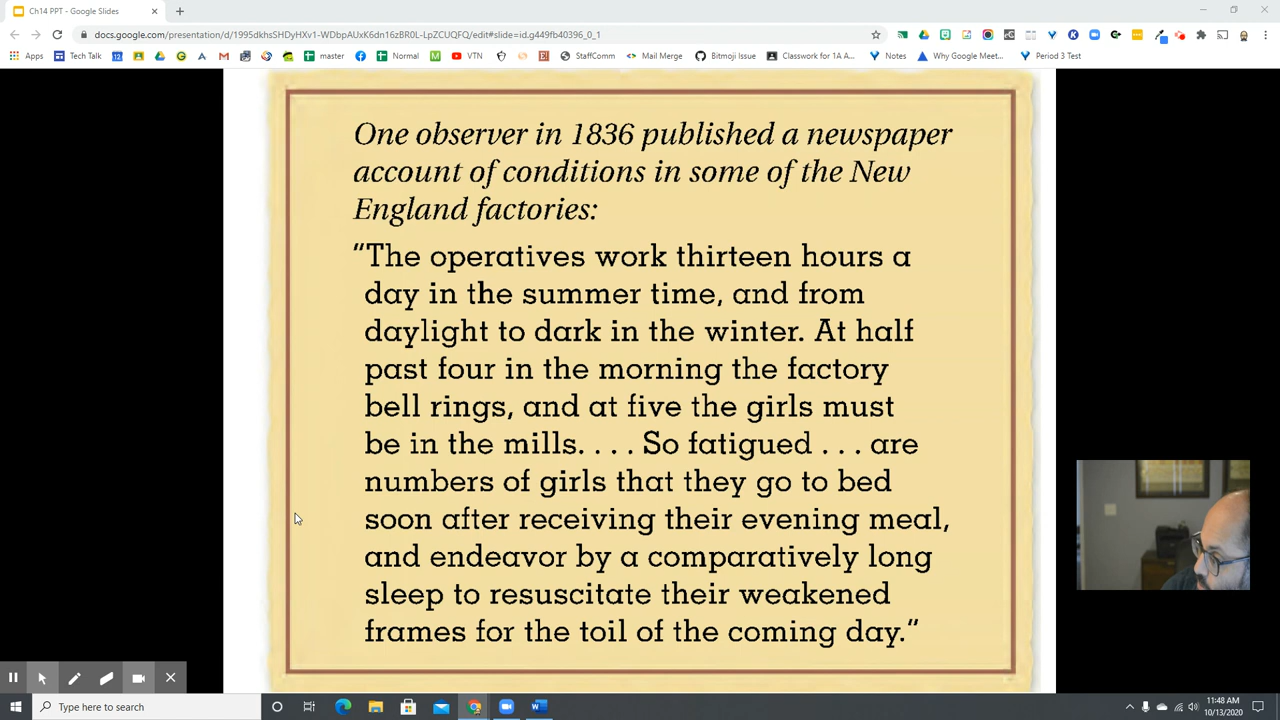 Ch14 PPT - Google Slides
docs.google.com/presentation/d/1995dkhsSHDyHXv1-WDbpAUxK6dn162R0L-LpZCUQFQ/edit#slide=id.g449fb40396_0_1
Apps Tech Talk master Normal VTN StaffComm Mail Merge Bitmoji Issue Classwork for 1A A... Notes Why Google Meet... Period 3 Test
One observer in 1836 published a newspaper
account of conditions in some of the New
England factories:
“The operatives work thirteen hours a
day in the summer time, and from
daylight to dark in the winter. At half
past four in the morning the factory
bell rings, and at five the girls must
be in the mills. . . . So fatigued . . . are
numbers of girls that they go to bed
soon after receiving their evening meal,
and endeavor by a comparatively long
sleep to resuscitate their weakened
frames for the toil of the coming day.”
Type here to search
11:48 AM
10/13/2020